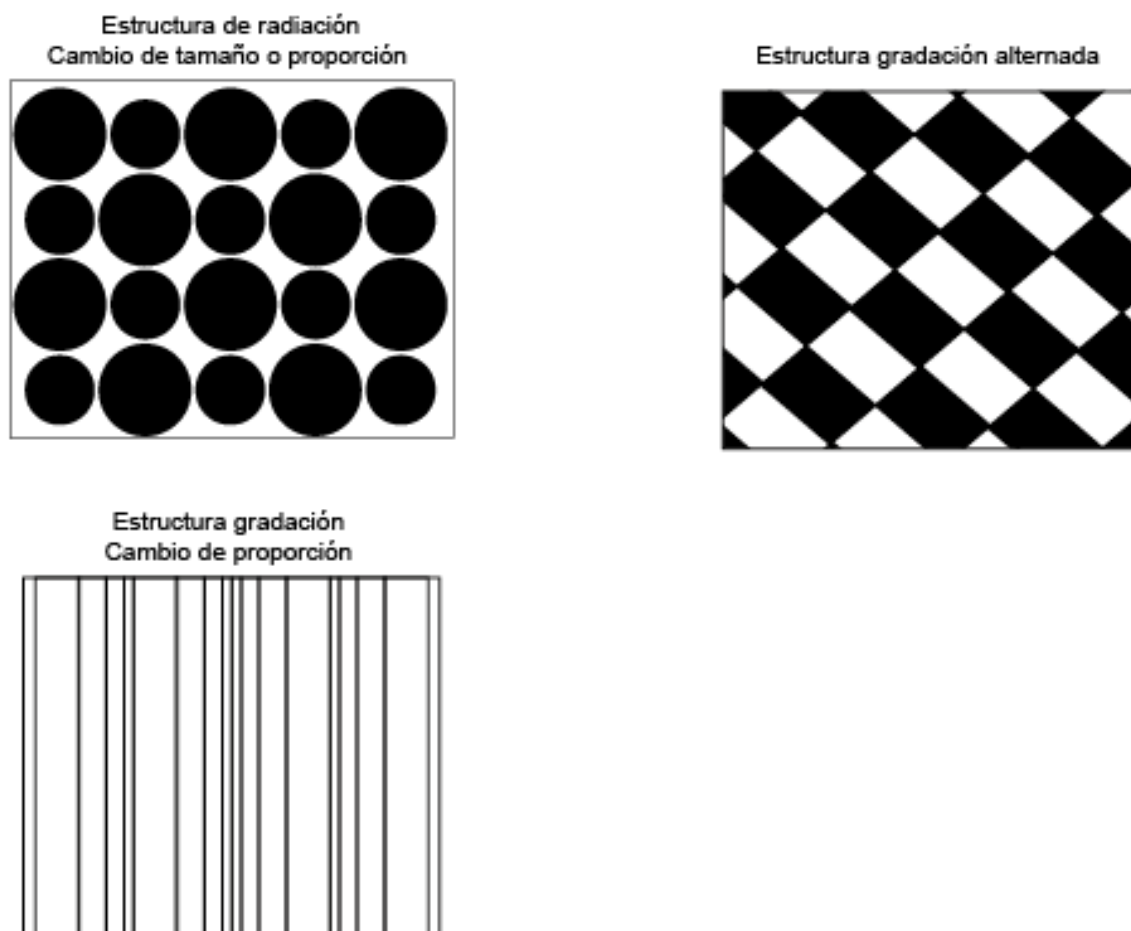 Estructura de radiación
Cambio de tamaño o proporción
Estructura gradación alternada
Estructura gradación
Cambio de proporción